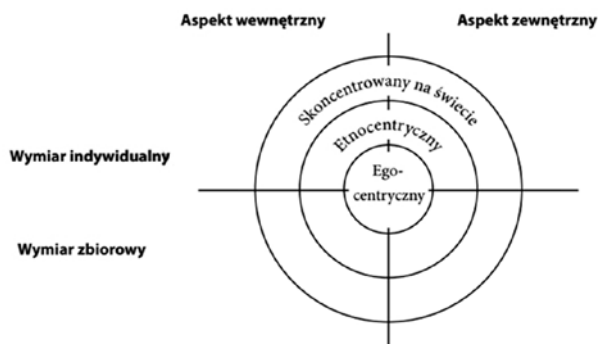 Aspekt wewnętrzny
Aspekt zewnętrzny
Skoncentrowany na świecie
Etnocentryczny
Ego-
centryczny
Wymiar indywidualny
Wymiar zbiorowy